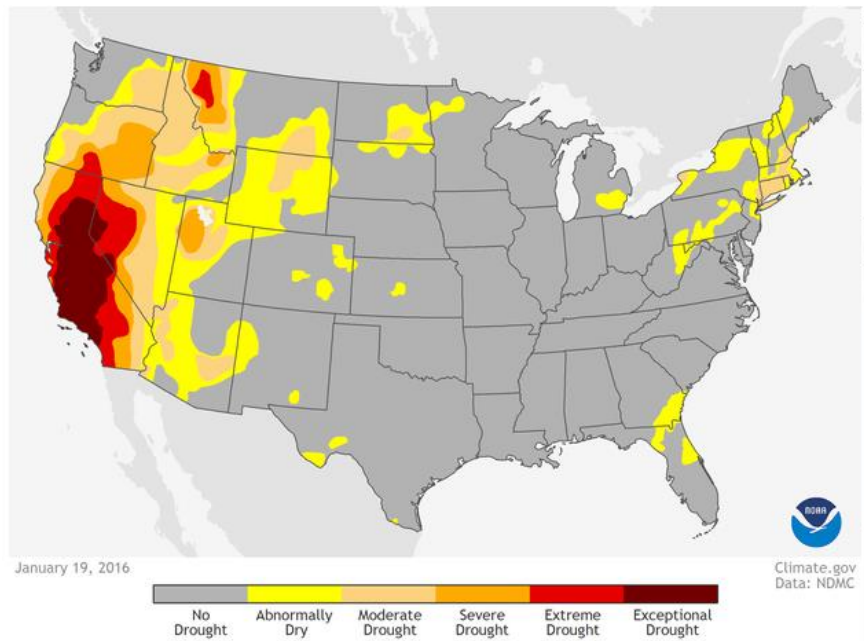 NOAA
January 19, 2016
Climate.gov
Data: NDMC
No
Drought
Abnormally
Dry
Moderate
Drought
Severe
Drought
Extreme
Drought
Exceptional
Drought